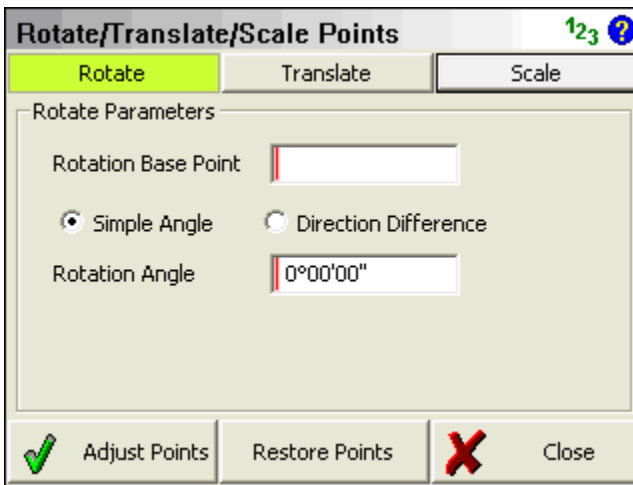 Rotate/Translate/Scale Points 123 ?
Rotate Translate Scale
Rotate Parameters
Rotation Base Point
Simple Angle Direction Difference
Rotation Angle 0°00'00"
Adjust Points Restore Points Close